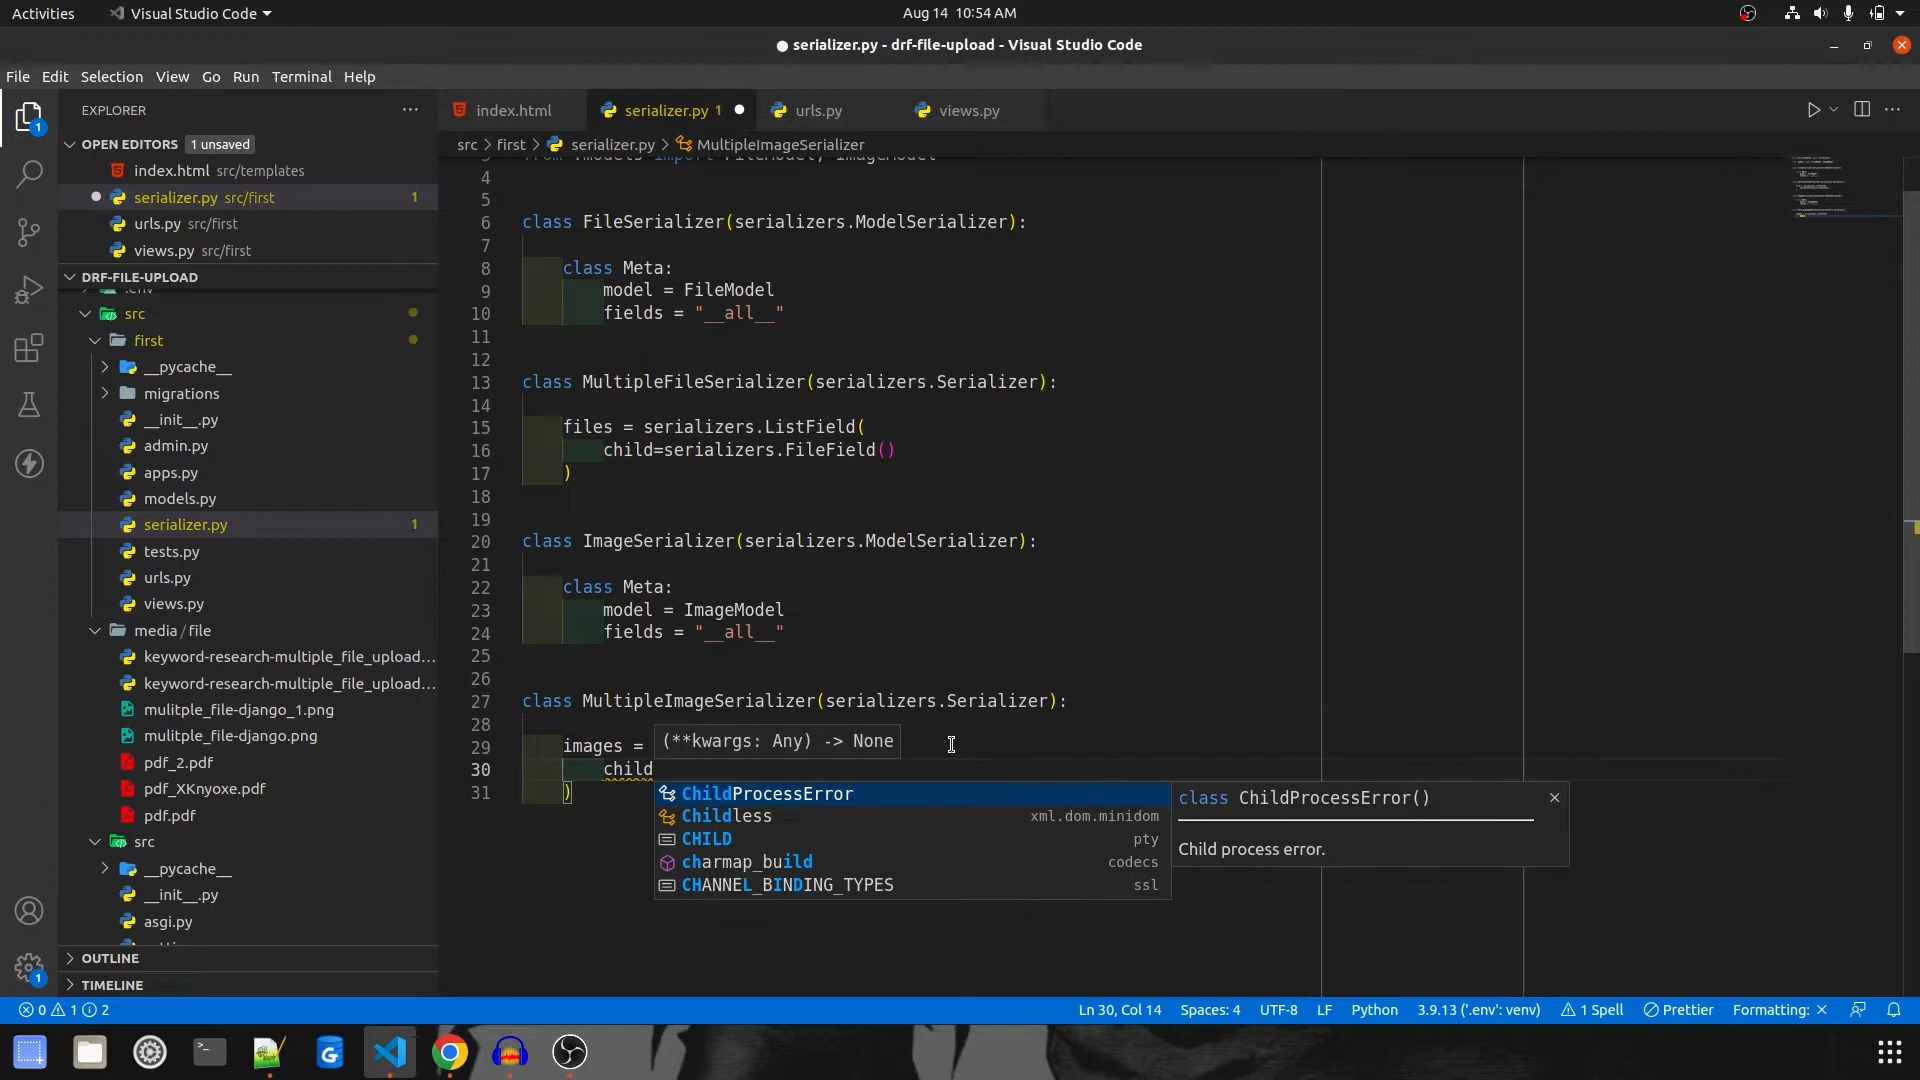 Activities
Visual Studio Code
Aug 14 10:54 AM
serializer.py - drf-file-upload - Visual Studio Code
File Edit Selection View Go Run Terminal Help
EXPLORER
index.html
serializer.py 1
urls.py
views.py
OPEN EDITORS 1 unsaved
index.html src/templates
serializer.py src/first 1
urls.py src/first
views.py src/first
DRF-FILE-UPLOAD
.env
src
first
__pycache__
migrations
__init__.py
admin.py
apps.py
models.py
serializer.py 1
tests.py
urls.py
views.py
media / file
keyword-research-multiple_file_upload...
keyword-research-multiple_file_upload...
mulitple_file-django_1.png
mulitple_file-django.png
pdf_2.pdf
pdf_XKnyoxe.pdf
pdf.pdf
src
__pycache__
__init__.py
asgi.py
OUTLINE
TIMELINE
1
1
src > first > serializer.py > MultipleImageSerializer
3 from .models import FileModel, ImageModel
4
5
6 class FileSerializer(serializers.ModelSerializer):
7
8 class Meta:
9 model = FileModel
10 fields = "__all__"
11
12
13 class MultipleFileSerializer(serializers.Serializer):
14
15 files = serializers.ListField(
16 child=serializers.FileField()
17 )
18
19
20 class ImageSerializer(serializers.ModelSerializer):
21
22 class Meta:
23 model = ImageModel
24 fields = "__all__"
25
26
27 class MultipleImageSerializer(serializers.Serializer):
28
29 images =
(**kwargs: Any) -> None
30 child
31 )
ChildProcessError
Childless xml.dom.minidom
CHILD pty
charmap_build codecs
CHANNEL_BINDING_TYPES ssl
class ChildProcessError()
Child process error.
0 1 2
Ln 30, Col 14
Spaces: 4
UTF-8
LF
Python
3.9.13 ('.env': venv)
1 Spell
Prettier
Formatting: ×